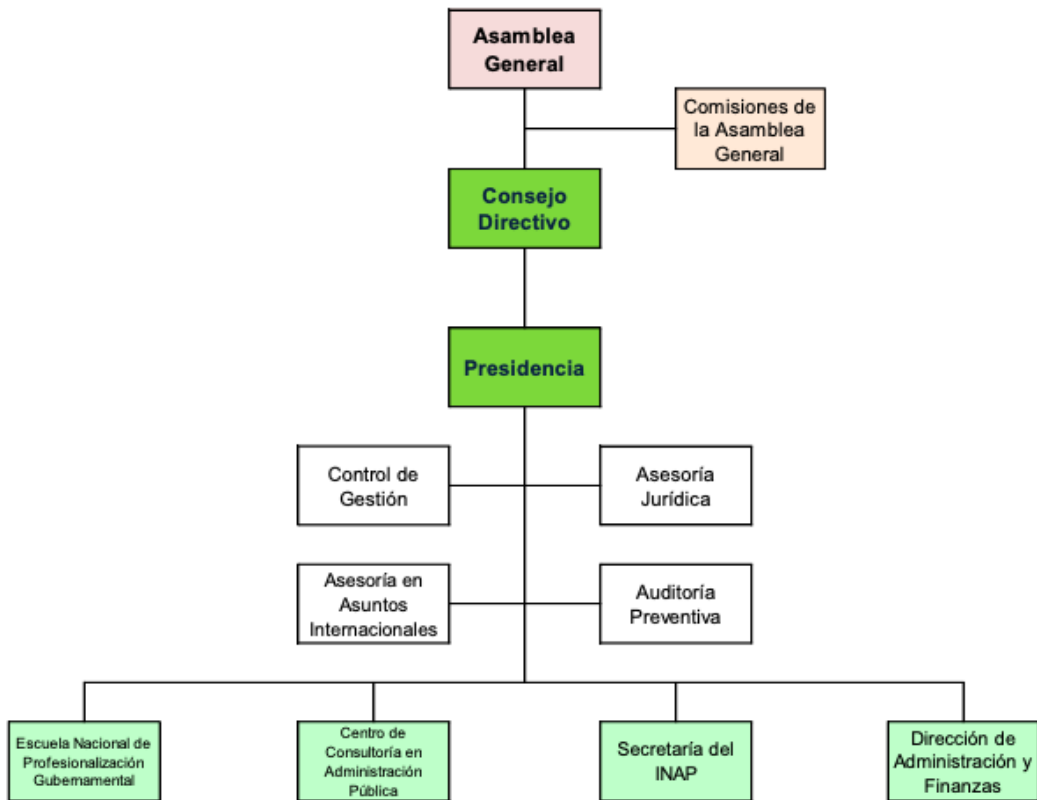 Asamblea
General
Comisiones de
la Asamblea
General
Consejo
Directivo
Presidencia
Control de
Gestión
Asesoría
Jurídica
Asesoría en
Asuntos
Internacionales
Auditoría
Preventiva
Escuela Nacional de
Profesionalización
Gubernamental
Centro de
Consultoría en
Administración
Pública
Secretaría del
INAP
Dirección de
Administración y
Finanzas